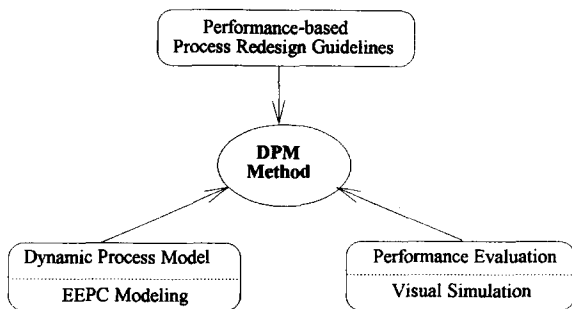 Performance-based
Process Redesign Guidelines
DPM
Method
Dynamic Process Model
EEPC Modeling
Performance Evaluation
Visual Simulation